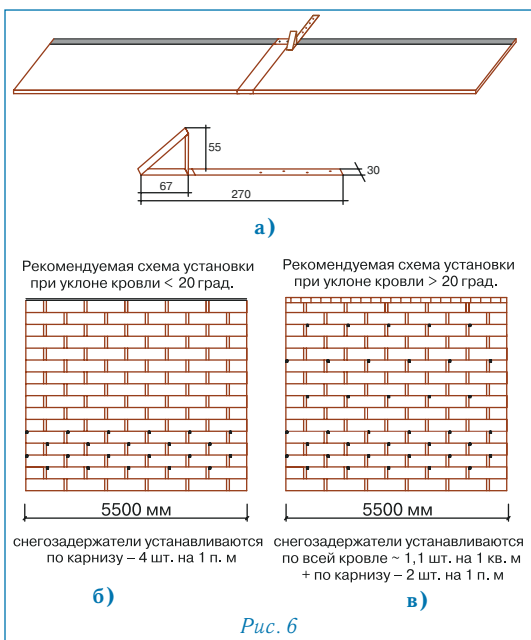 55
30
67
270
а)
Рекомендуемая схема установки
при уклоне кровли < 20 град.
5500 мм
снегозадержатели устанавливаются
по карнизу – 4 шт. на 1 п. м
б)
Рекомендуемая схема установки
при уклоне кровли > 20 град.
5500 мм
снегозадержатели устанавливаются
по всей кровле ~ 1,1 шт. на 1 кв. м
+ по карнизу – 2 шт. на 1 п. м
в)
Рис. 6